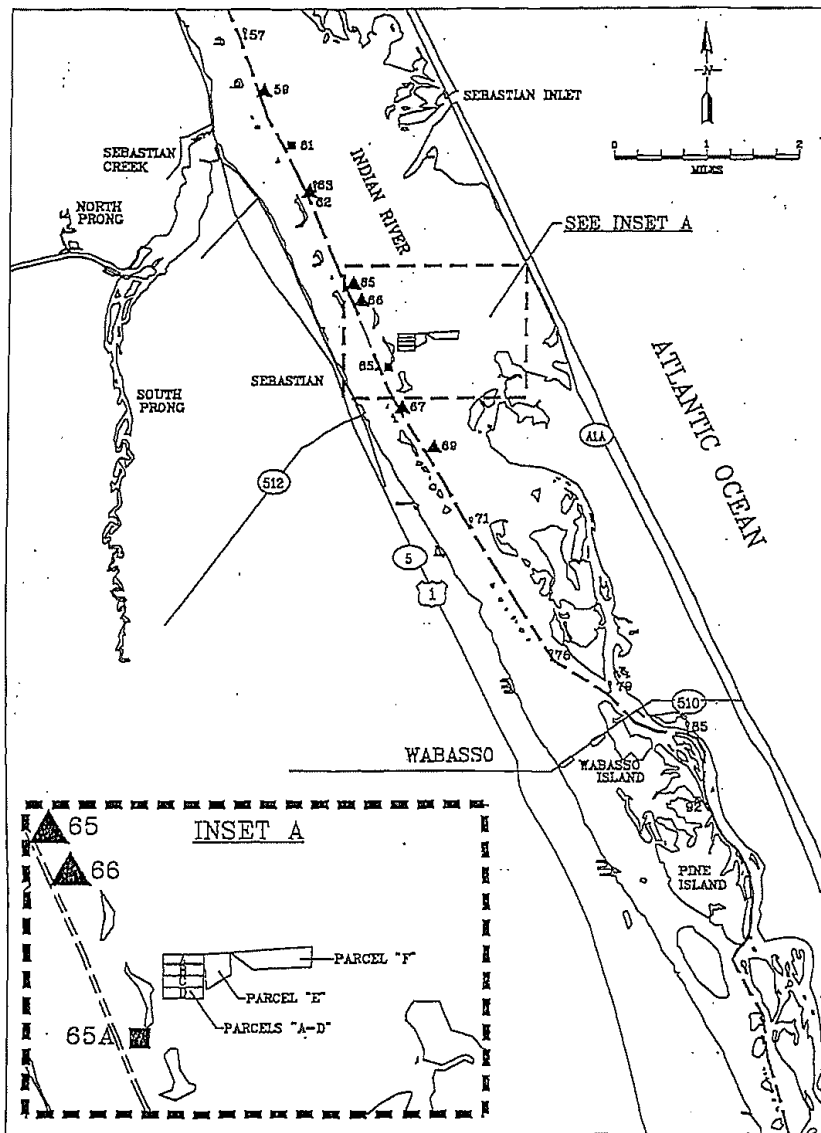 57
SEBASTIAN INLET
N
0 1 2
MILES
59
61
SEBASTIAN
CREEK
63
62
INDIAN RIVER
NORTH
PRONG
SEE INSET A
65
66
65A
SEBASTIAN
67
SOUTH
PRONG
69
A1A
ATLANTIC OCEAN
512
71
5
1
76
79
510
85
WABASSO
WABASSO
ISLAND
92
PINE
ISLAND
INSET A
65
66
A
B
C
D
PARCEL "F"
PARCEL "E"
PARCELS "A-D"
65A